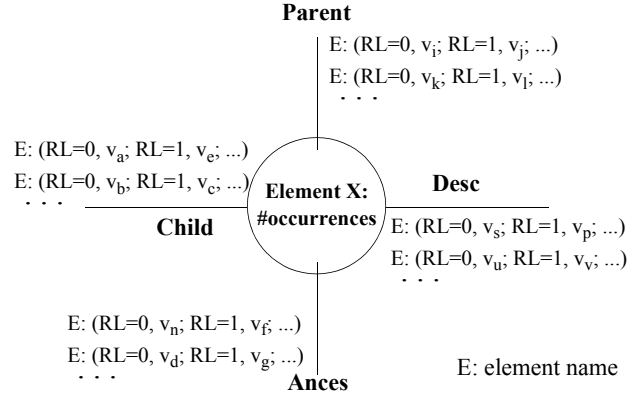 Parent
E: (RL=0, vi; RL=1, vj; ...)
E: (RL=0, vk; RL=1, vl; ...)
. . .
E: (RL=0, va; RL=1, ve; ...)
E: (RL=0, vb; RL=1, vc; ...)
. . .
Child
Element X:
#occurrences
Desc
E: (RL=0, vs; RL=1, vp; ...)
E: (RL=0, vu; RL=1, vv; ...)
. . .
E: (RL=0, vn; RL=1, vf; ...)
E: (RL=0, vd; RL=1, vg; ...)
. . .
Ances
E: element name